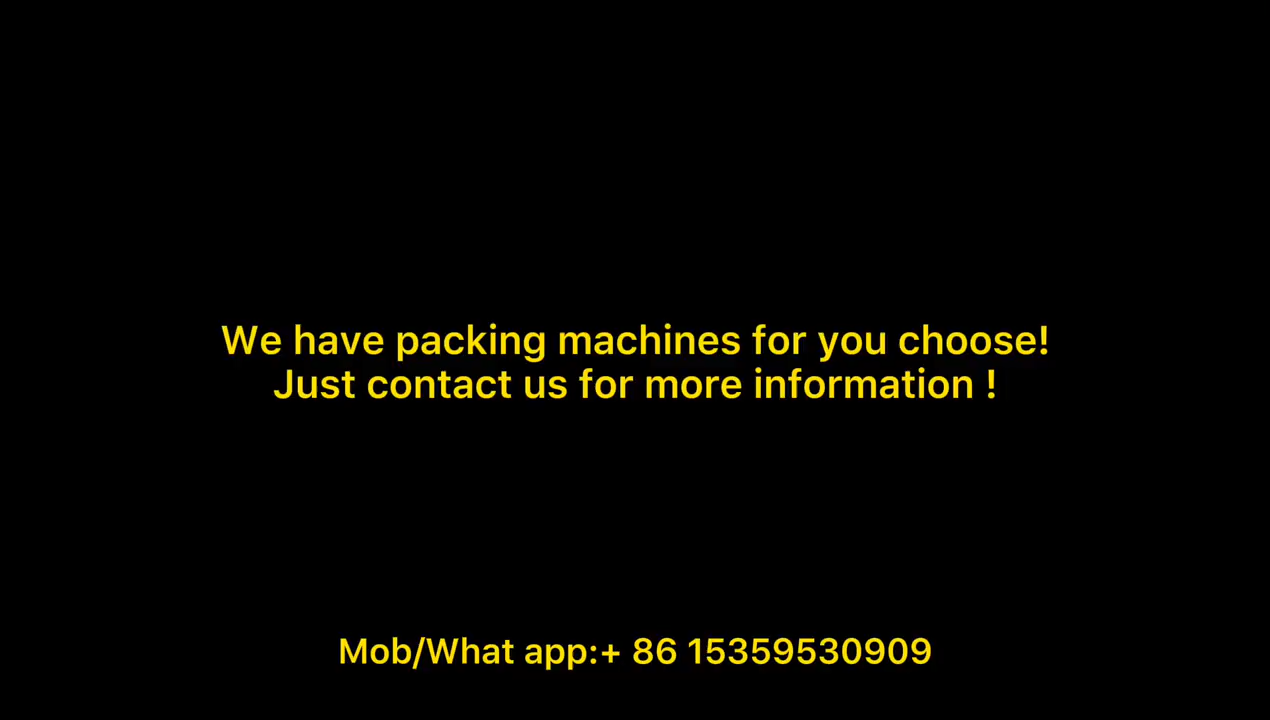 We have packing machines for you choose!
Just contact us for more information !
Mob/What app:+ 86 15359530909